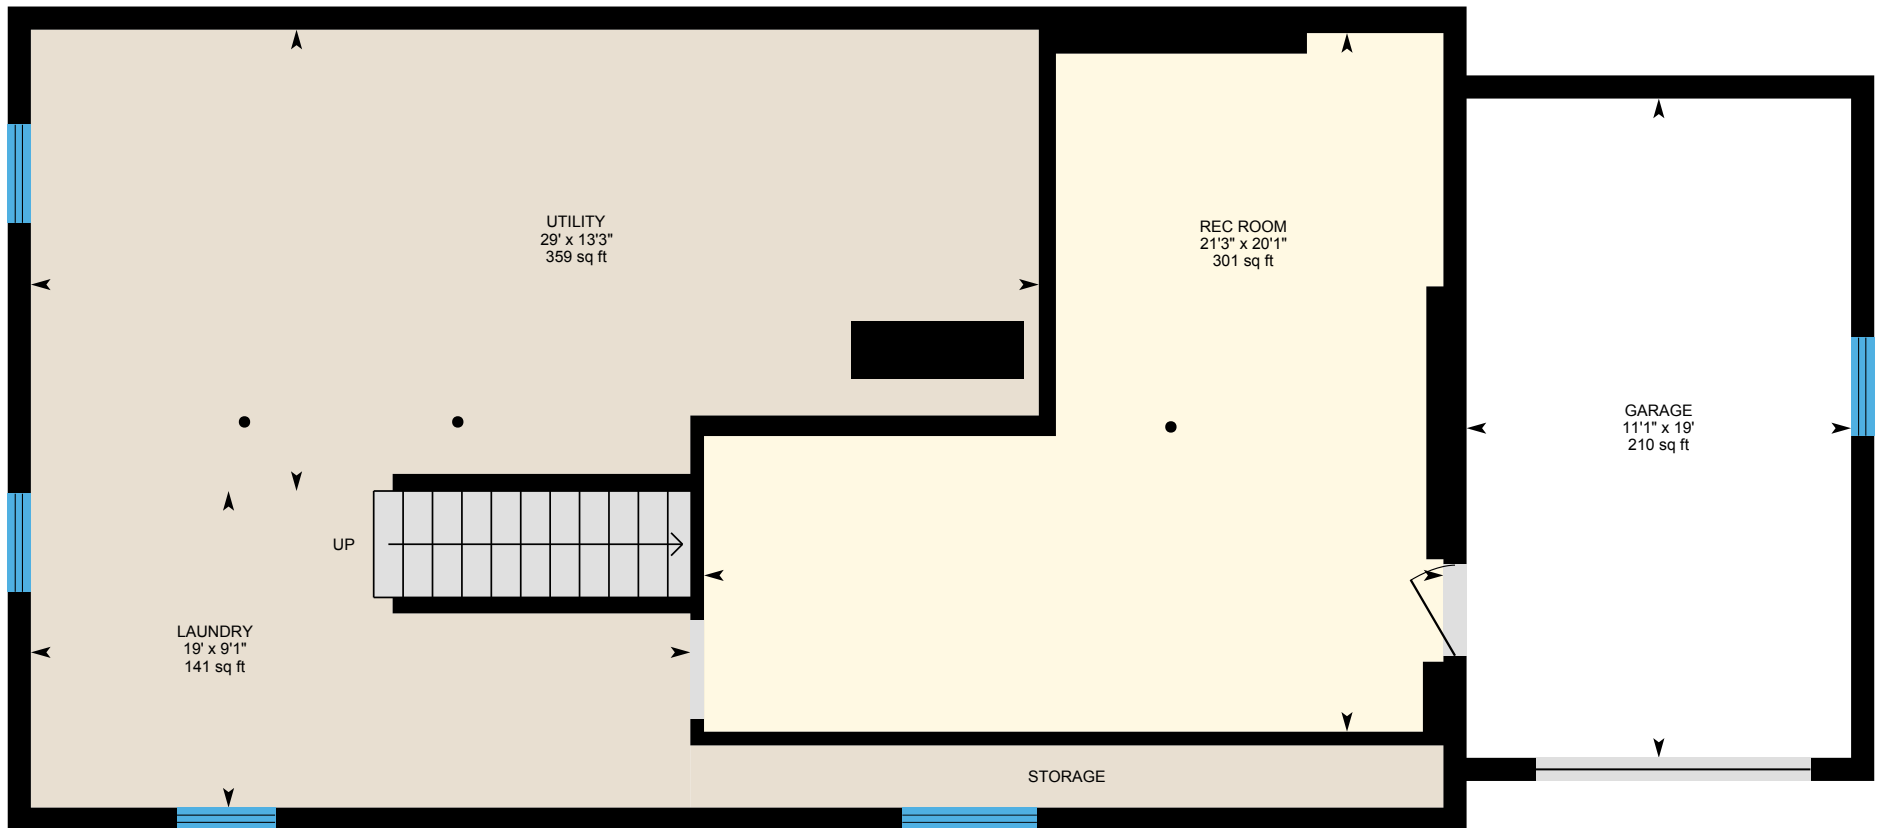 UTILITY
29' x 13'3"
359 sq ft
REC ROOM
21'3" x 20'1"
301 sq ft
GARAGE
11'1" x 19'
210 sq ft
UP
LAUNDRY
19' x 9'1"
141 sq ft
STORAGE